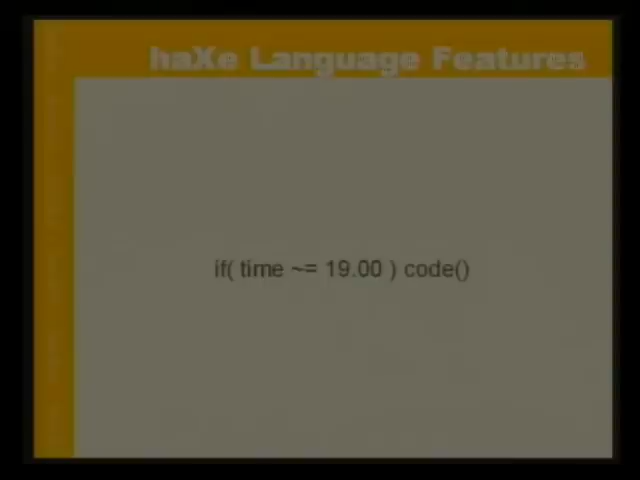 haXe Language Features
if( time ~= 19.00 ) code()